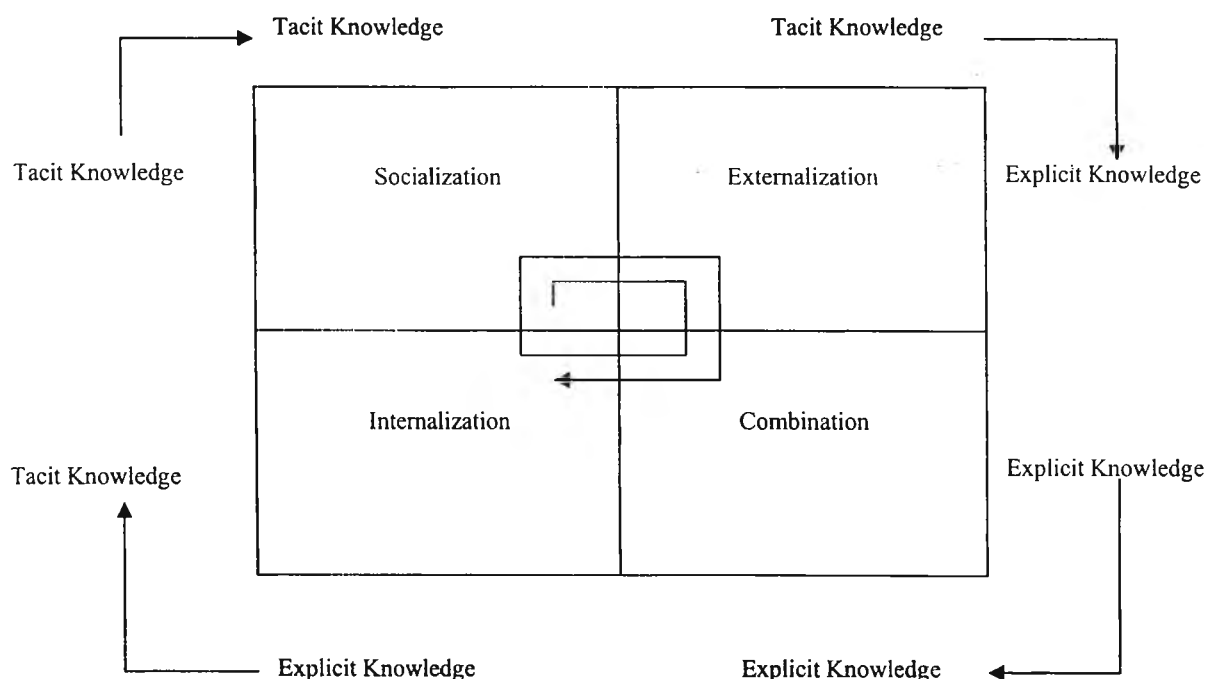 Tacit Knowledge
Tacit Knowledge
Tacit Knowledge
Socialization
Externalization
Explicit Knowledge
Internalization
Combination
Tacit Knowledge
Explicit Knowledge
Explicit Knowledge
Explicit Knowledge